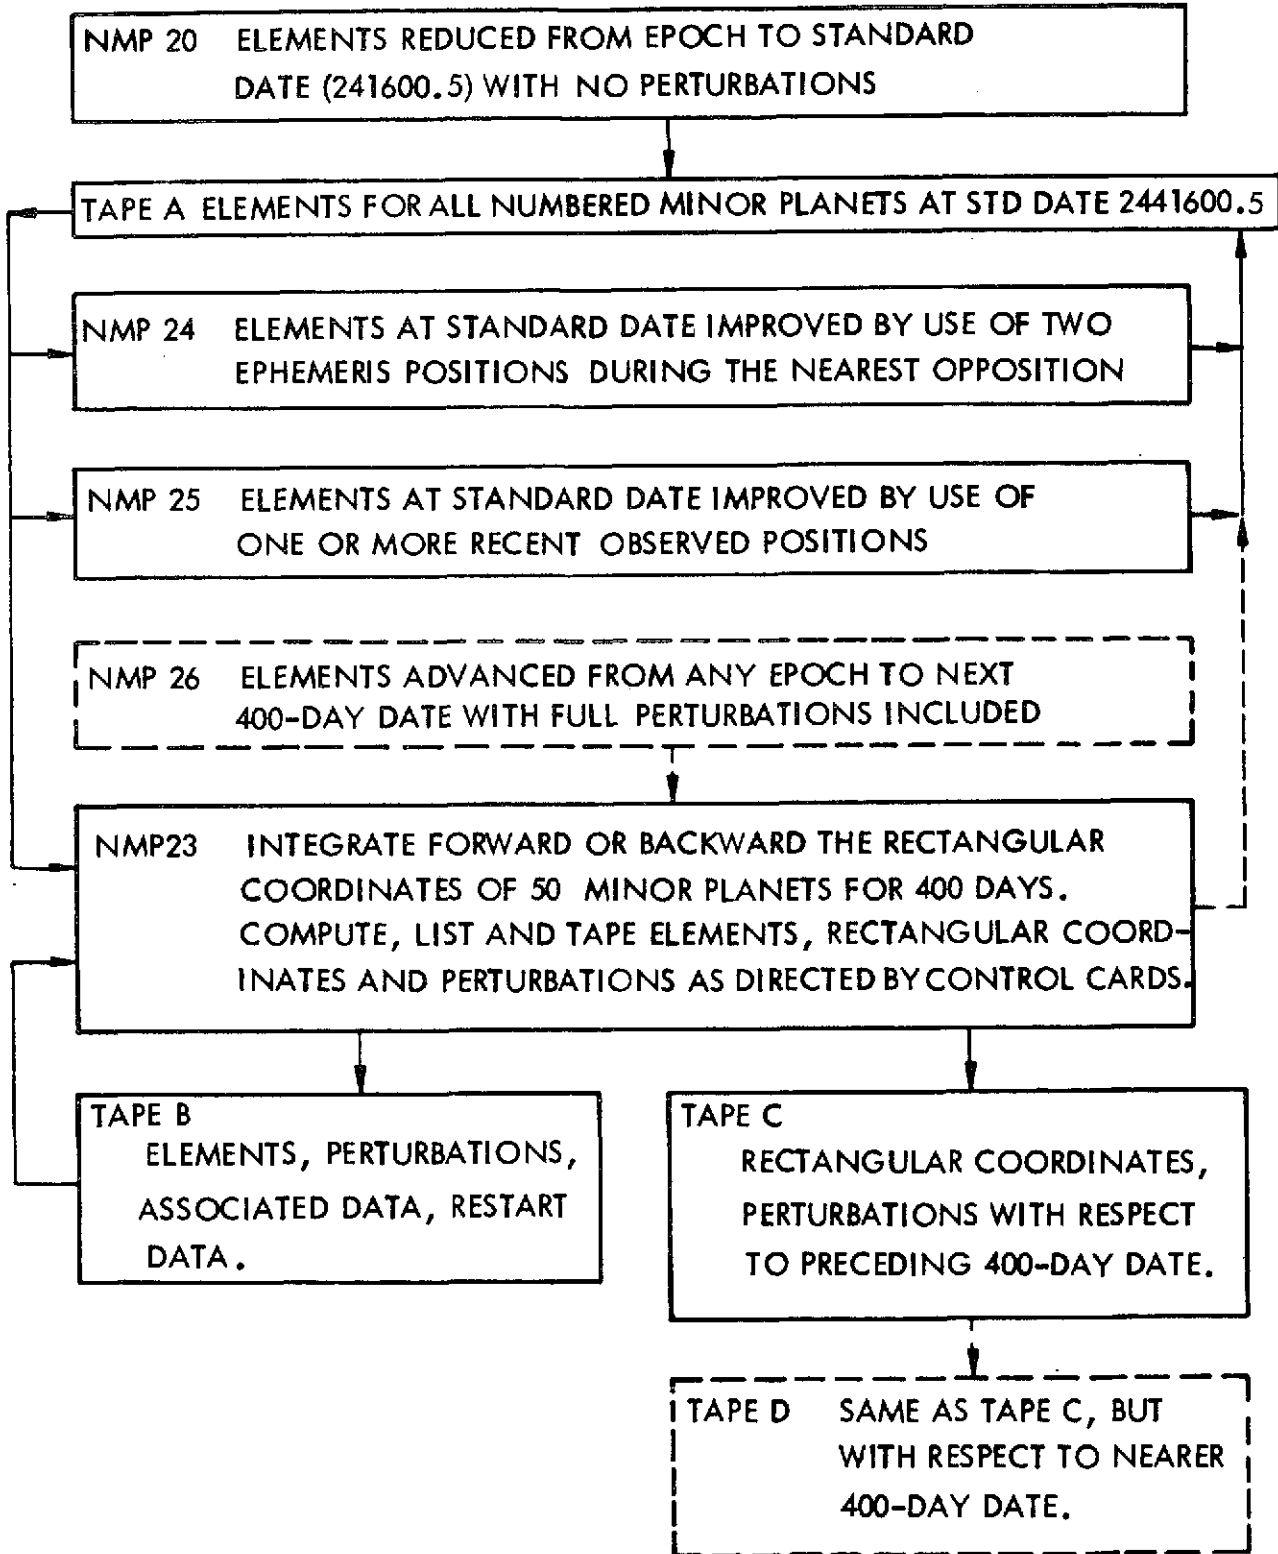 NMP 20 ELEMENTS REDUCED FROM EPOCH TO STANDARD
DATE (241600.5) WITH NO PERTURBATIONS
TAPE A ELEMENTS FOR ALL NUMBERED MINOR PLANETS AT STD DATE 2441600.5
NMP 24 ELEMENTS AT STANDARD DATE IMPROVED BY USE OF TWO
EPHEMERIS POSITIONS DURING THE NEAREST OPPOSITION
NMP 25 ELEMENTS AT STANDARD DATE IMPROVED BY USE OF
ONE OR MORE RECENT OBSERVED POSITIONS
NMP 26 ELEMENTS ADVANCED FROM ANY EPOCH TO NEXT
400-DAY DATE WITH FULL PERTURBATIONS INCLUDED
NMP23 INTEGRATE FORWARD OR BACKWARD THE RECTANGULAR
COORDINATES OF 50 MINOR PLANETS FOR 400 DAYS.
COMPUTE, LIST AND TAPE ELEMENTS, RECTANGULAR COORD-
INATES AND PERTURBATIONS AS DIRECTED BY CONTROL CARDS.
TAPE B
ELEMENTS, PERTURBATIONS,
ASSOCIATED DATA, RESTART
DATA.
TAPE C
RECTANGULAR COORDINATES,
PERTURBATIONS WITH RESPECT
TO PRECEDING 400-DAY DATE.
TAPE D SAME AS TAPE C, BUT
WITH RESPECT TO NEARER
400-DAY DATE.